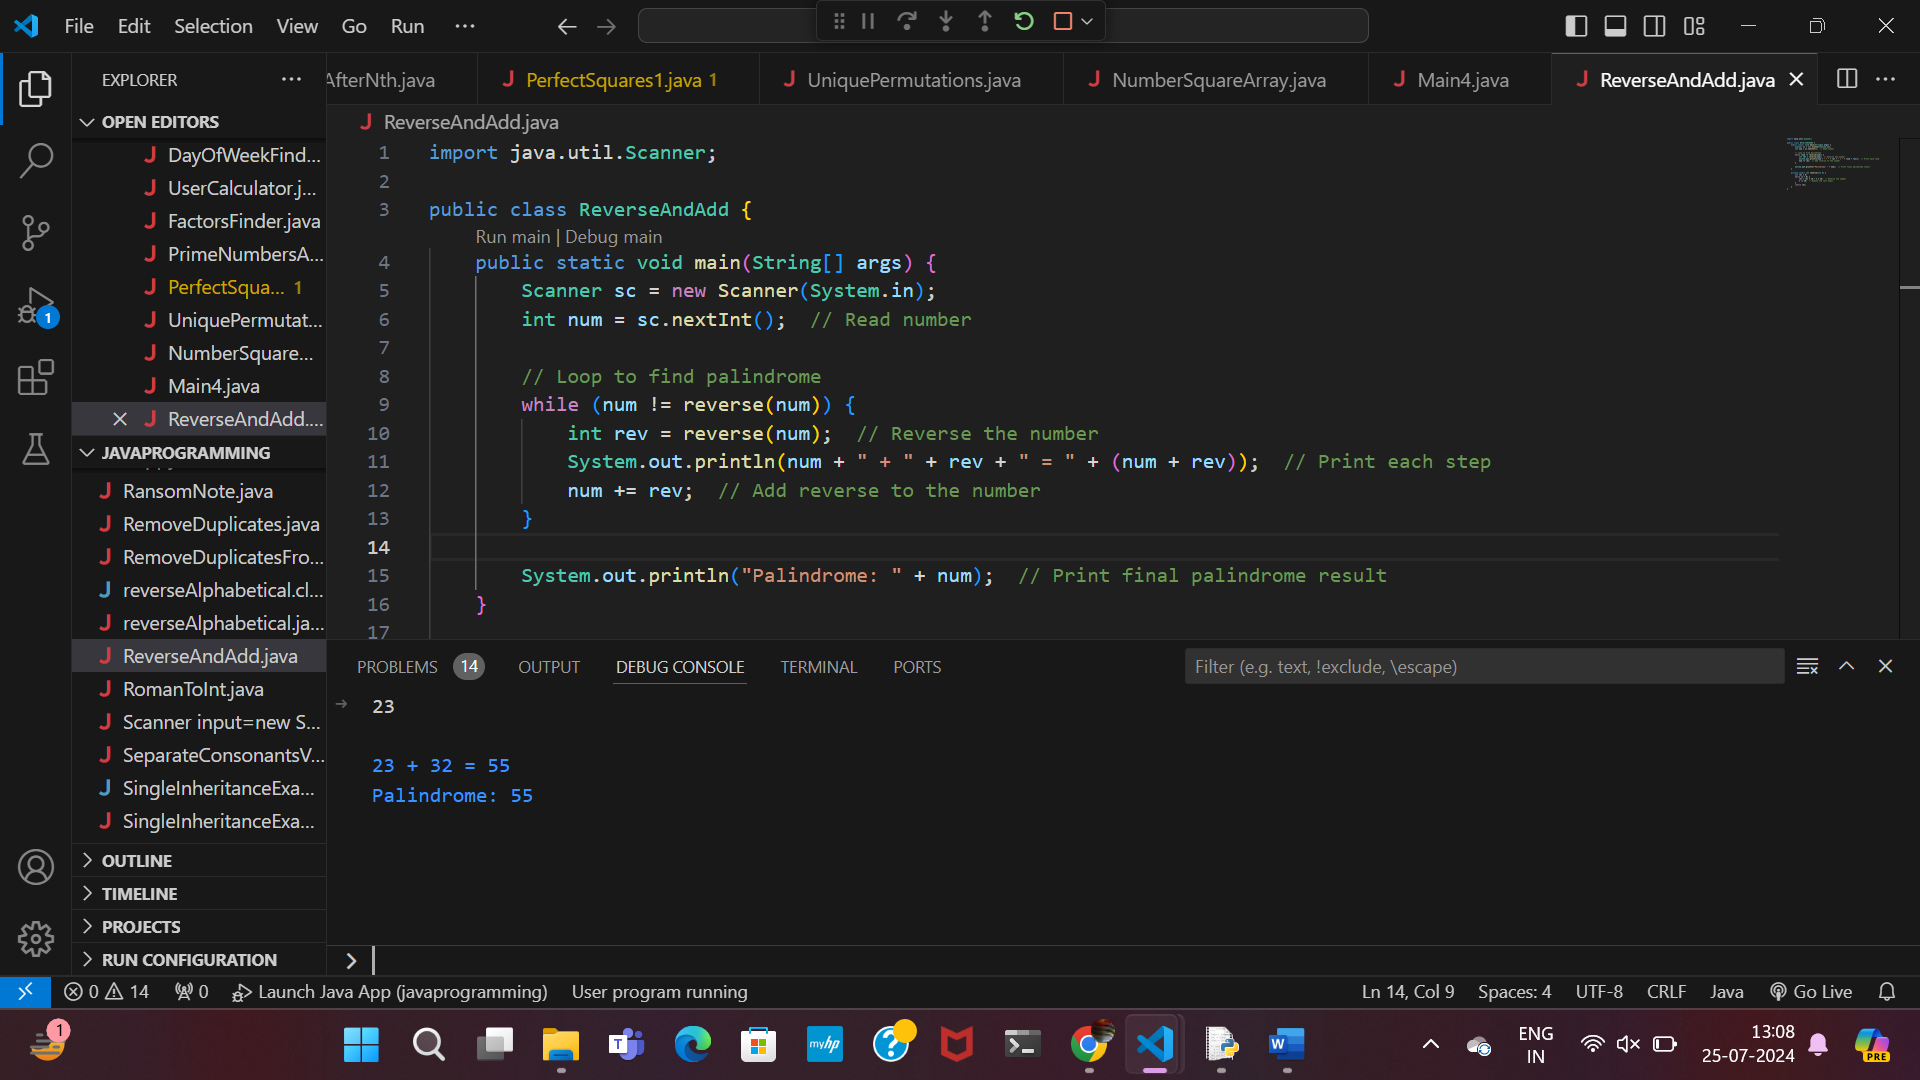 File Edit Selection View Go Run ···
EXPLORER
OPEN EDITORS
DayOfWeekFind...
UserCalculator.j...
FactorsFinder.java
PrimeNumbersA...
PerfectSqua... 1
UniquePermutat...
NumberSquare...
Main4.java
ReverseAndAdd....
JAVAPROGRAMMING
RansomNote.java
RemoveDuplicates.java
RemoveDuplicatesFro...
reverseAlphabetical.cl...
reverseAlphabetical.ja...
ReverseAndAdd.java
RomanToInt.java
Scanner input=new S...
SeparateConsonantsV...
SingleInheritanceExa...
SingleInheritanceExa...
OUTLINE
TIMELINE
PROJECTS
RUN CONFIGURATION
1
AfterNth.java PerfectSquares1.java 1 UniquePermutations.java NumberSquareArray.java Main4.java ReverseAndAdd.java
ReverseAndAdd.java
1 import java.util.Scanner;
2
3 public class ReverseAndAdd {
Run main | Debug main
4 public static void main(String[] args) {
5 Scanner sc = new Scanner(System.in);
6 int num = sc.nextInt(); // Read number
7
8 // Loop to find palindrome
9 while (num != reverse(num)) {
10 int rev = reverse(num); // Reverse the number
11 System.out.println(num + " + " + rev + " = " + (num + rev)); // Print each step
12 num += rev; // Add reverse to the number
13 }
14
15 System.out.println("Palindrome: " + num); // Print final palindrome result
16 }
17
PROBLEMS 14 OUTPUT DEBUG CONSOLE TERMINAL PORTS Filter (e.g. text, !exclude, \escape)
23
23 + 32 = 55
Palindrome: 55
0 14 0 Launch Java App (javaprogramming) User program running Ln 14, Col 9 Spaces: 4 UTF-8 CRLF Java Go Live
1 myhp ENG 13:08
IN 25-07-2024 PRE